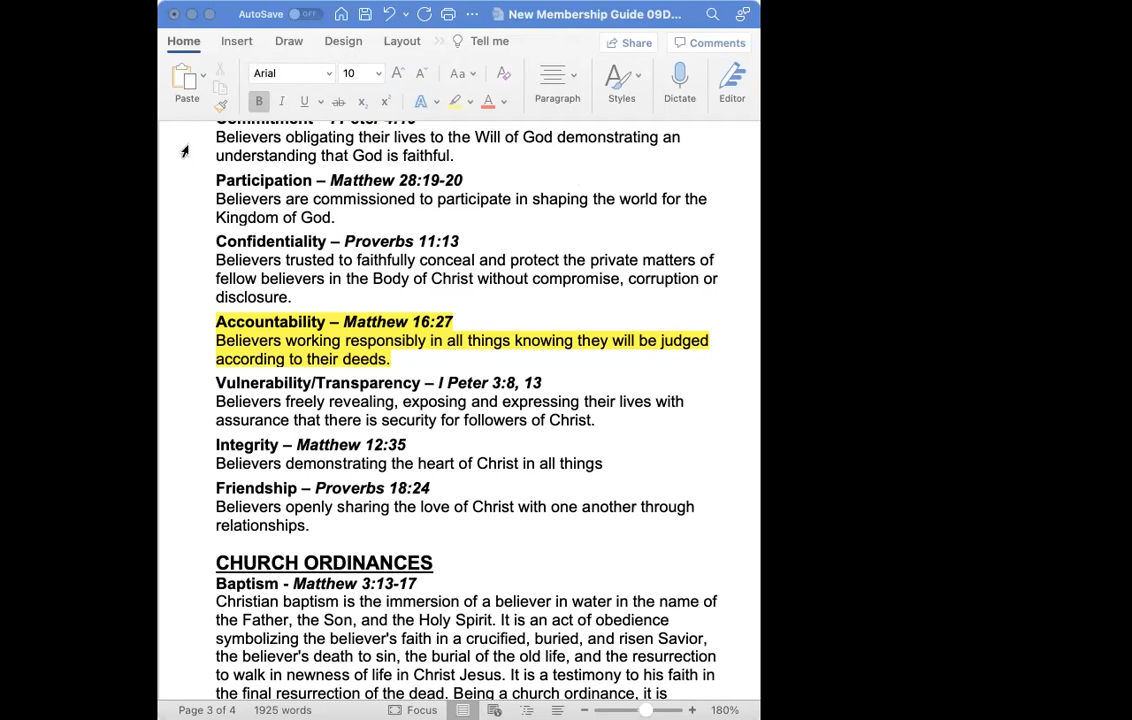 AutoSave OFF New Membership Guide 09D...
Home Insert Draw Design Layout Tell me Share Comments
Arial 10 Aa
Paste B I U ab x2 x2 A A Paragraph Styles Dictate Editor
Believers obligating their lives to the Will of God demonstrating an
understanding that God is faithful.
Participation – Matthew 28:19-20
Believers are commissioned to participate in shaping the world for the
Kingdom of God.
Confidentiality – Proverbs 11:13
Believers trusted to faithfully conceal and protect the private matters of
fellow believers in the Body of Christ without compromise, corruption or
disclosure.
Accountability – Matthew 16:27
Believers working responsibly in all things knowing they will be judged
according to their deeds.
Vulnerability/Transparency – I Peter 3:8, 13
Believers freely revealing, exposing and expressing their lives with
assurance that there is security for followers of Christ.
Integrity – Matthew 12:35
Believers demonstrating the heart of Christ in all things
Friendship – Proverbs 18:24
Believers openly sharing the love of Christ with one another through
relationships.
CHURCH ORDINANCES
Baptism - Matthew 3:13-17
Christian baptism is the immersion of a believer in water in the name of
the Father, the Son, and the Holy Spirit. It is an act of obedience
symbolizing the believer's faith in a crucified, buried, and risen Savior,
the believer's death to sin, the burial of the old life, and the resurrection
to walk in newness of life in Christ Jesus. It is a testimony to his faith in
the final resurrection of the dead. Being a church ordinance, it is
Page 3 of 4 1925 words Focus 180%